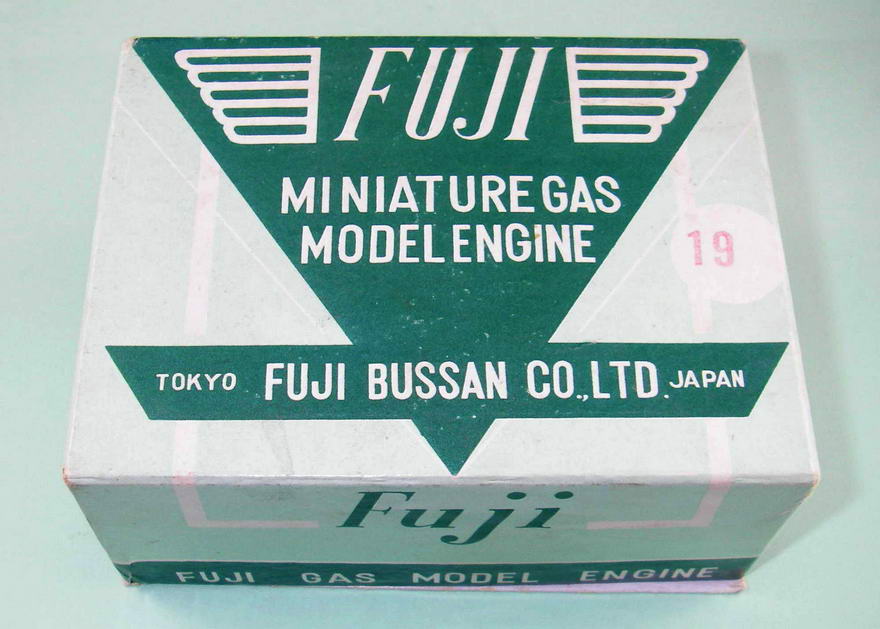 FUJI
MINIATURE GAS
MODEL ENGINE
19
TOKYO FUJI BUSSAN CO.,LTD. JAPAN
Fuji
FUJI GAS MODEL ENGINE